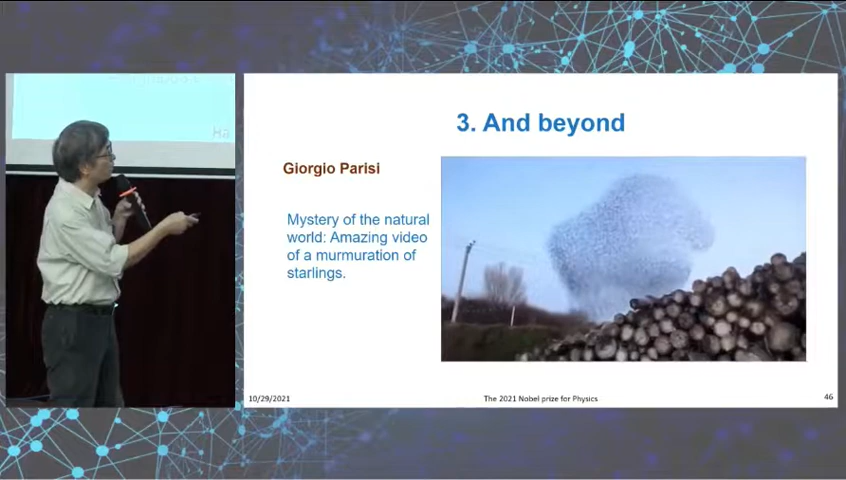 Ha
3. And beyond
Giorgio Parisi
Mystery of the natural
world: Amazing video
of a murmuration of
starlings.
10/29/2021
The 2021 Nobel prize for Physics
46